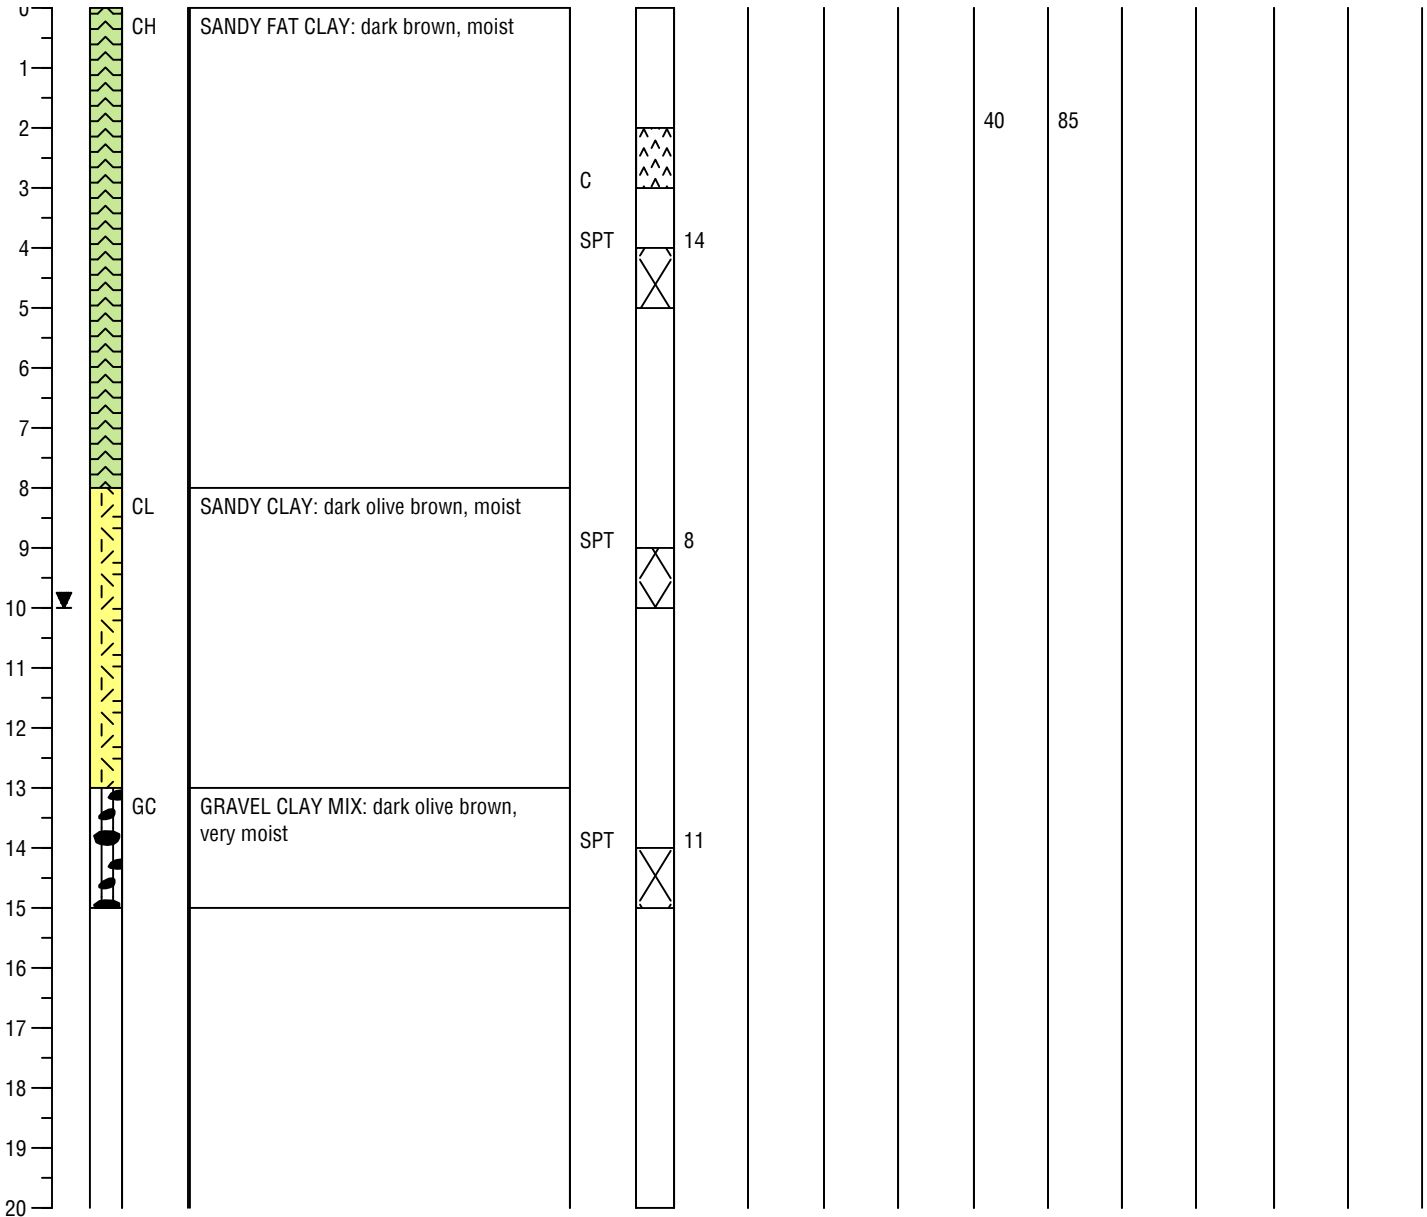 0
CH SANDY FAT CLAY: dark brown, moist
1
2 40 85
3 C
4 SPT 14
5
6
7
8
CL SANDY CLAY: dark olive brown, moist
9 SPT 8
10
11
12
13
GC GRAVEL CLAY MIX: dark olive brown,
very moist
14 SPT 11
15
16
17
18
19
20